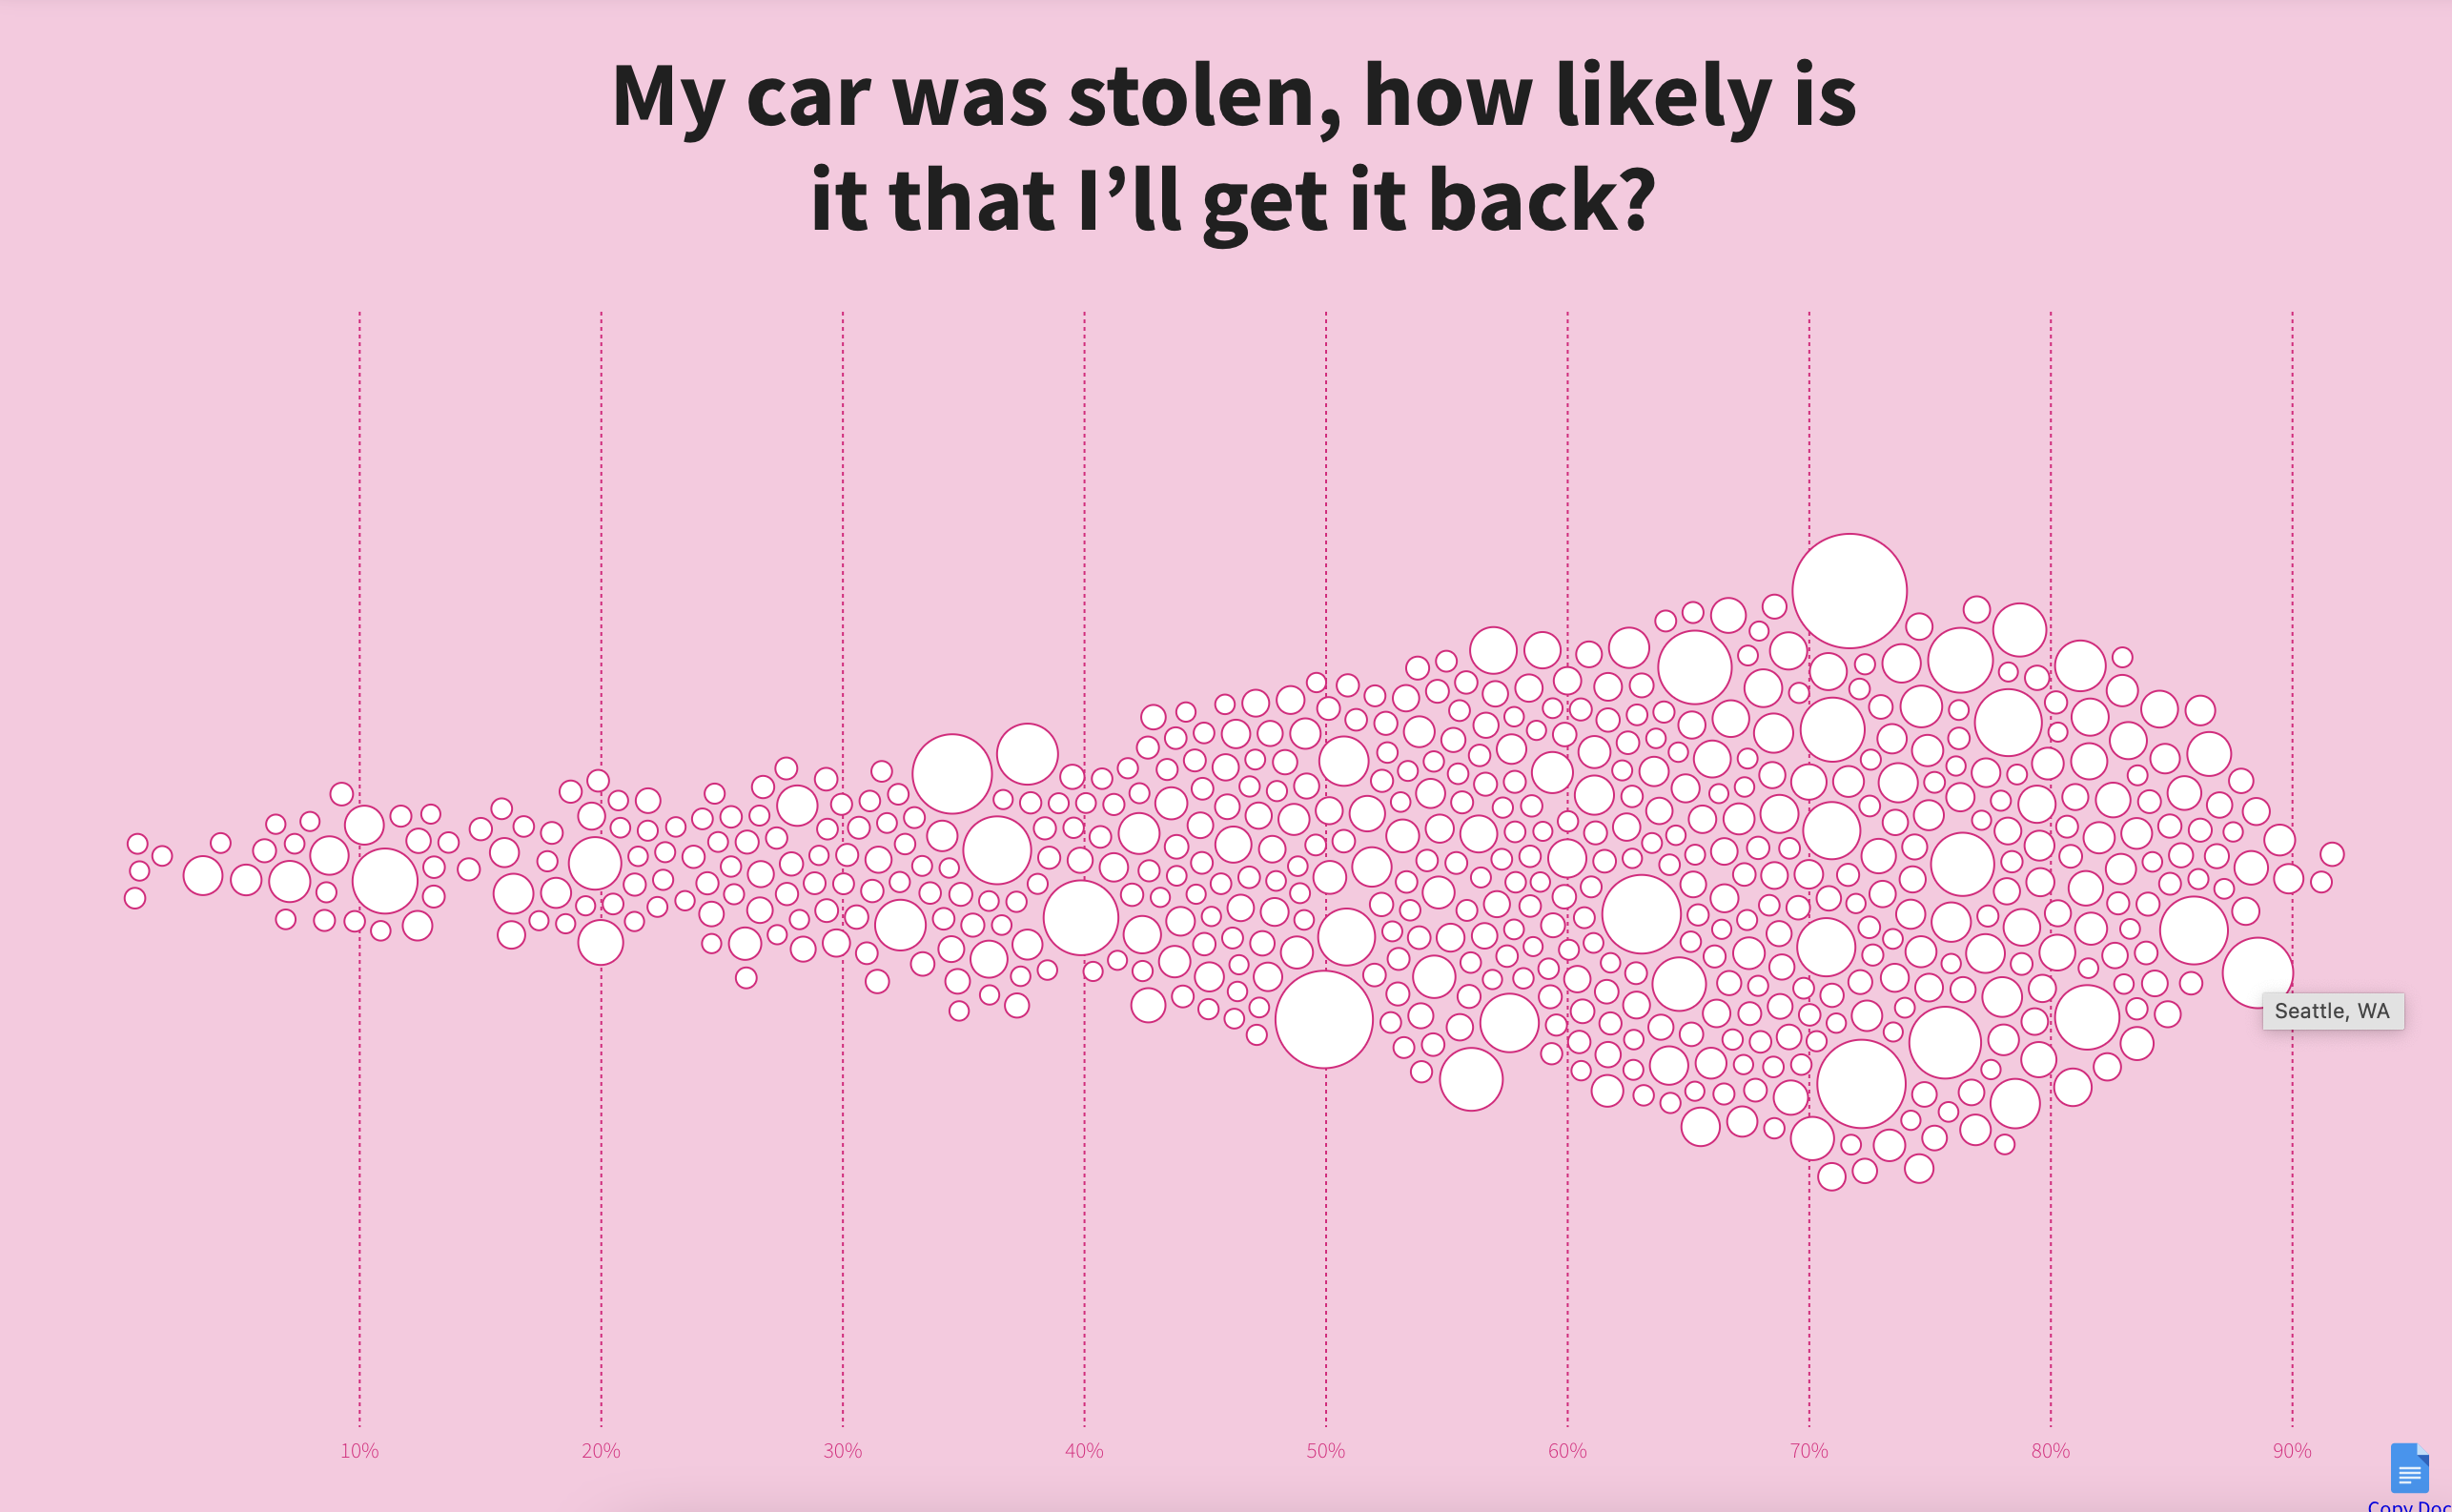 My car was stolen, how likely is
it that I’ll get it back?
Seattle, WA
10% 20% 30% 40% 50% 60% 70% 80% 90%
Copy Doc